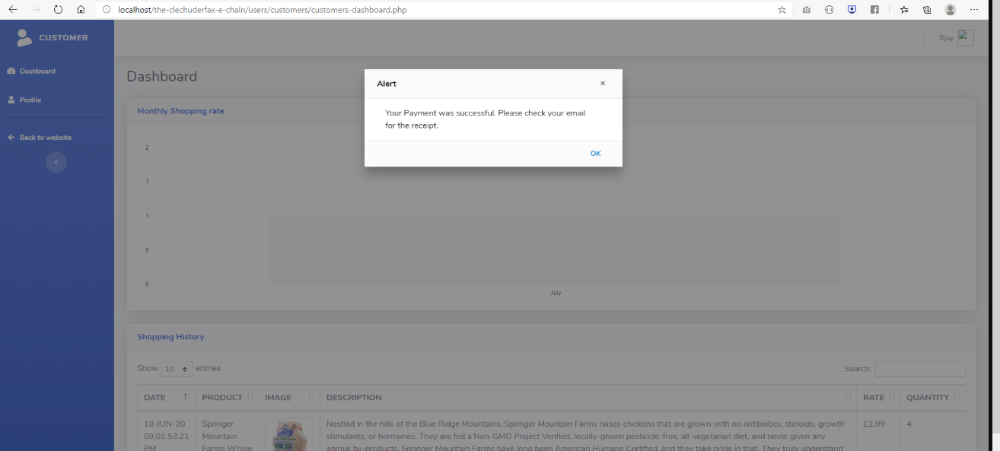 localhost/the-clechuderfax-e-chain/users/customers/customers-dashboard.php
CUSTOMER
Bijay
Dashboard
Profile
Back to website
Dashboard
Monthly Shopping rate
Alert
×
Your Payment was successful. Please check your email
for the receipt.
OK
2
1
1
0
0
July
Shopping History
Show 10 entries
Search:
DATE PRODUCT IMAGE DESCRIPTION RATE QUANTITY
18-JUN-20 Springer Nestled in the hills of the Blue Ridge Mountains, Springer Mountain Farms raises chickens that are grown with no antibiotics, steroids, growth £2.99 4
09.02.53.21 Mountain stimulants, or hormones. They are fed a Non-GMO Project Verified, locally-grown pesticide-free, all-vegetarian diet, and never given any
PM Farms Whole animal by-products. Springer Mountain Farms have long been American Humane Certified, and they take pride in that. They truly understand